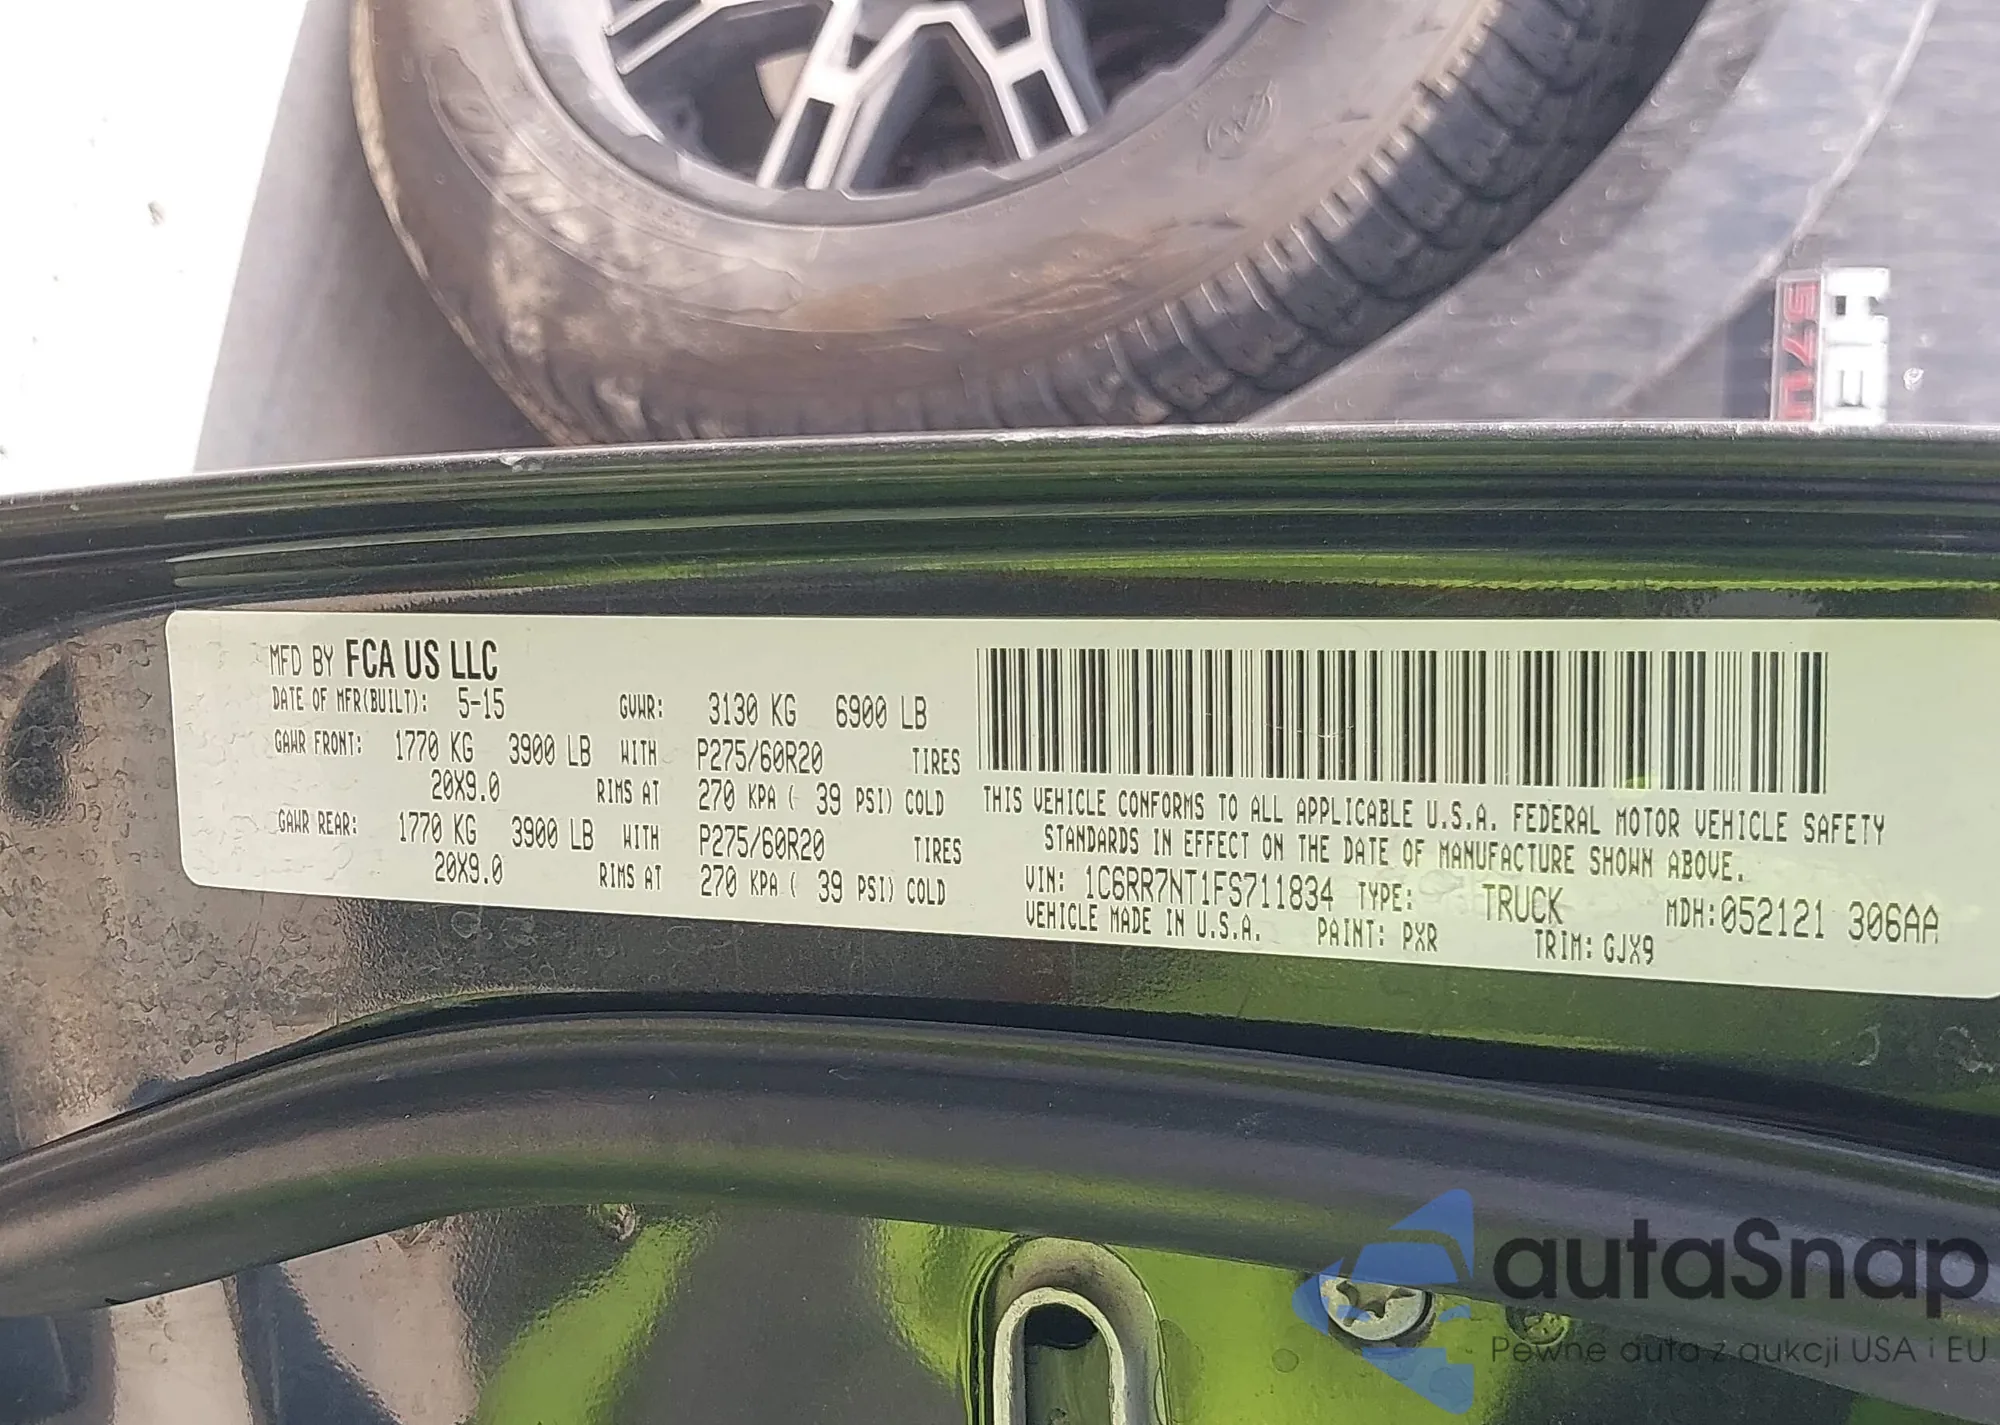 5.7L
HE
MFD BY FCA US LLC
DATE OF MFR(BUILT): 5-15 GVWR: 3130 KG 6900 LB
GAWR FRONT: 1770 KG 3900 LB WITH P275/60R20 TIRES
20X9.0 RIMS AT 270 KPA ( 39 PSI) COLD
GAWR REAR: 1770 KG 3900 LB WITH P275/60R20 TIRES
20X9.0 RIMS AT 270 KPA ( 39 PSI) COLD
THIS VEHICLE CONFORMS TO ALL APPLICABLE U.S.A. FEDERAL MOTOR VEHICLE SAFETY
STANDARDS IN EFFECT ON THE DATE OF MANUFACTURE SHOWN ABOVE.
VIN: 1C6RR7NT1FS711834 TYPE: TRUCK MDH:052121 306AA
VEHICLE MADE IN U.S.A. PAINT: PXR TRIM: GJX9
autaSnap
Pewne auta z aukcji USA i EU